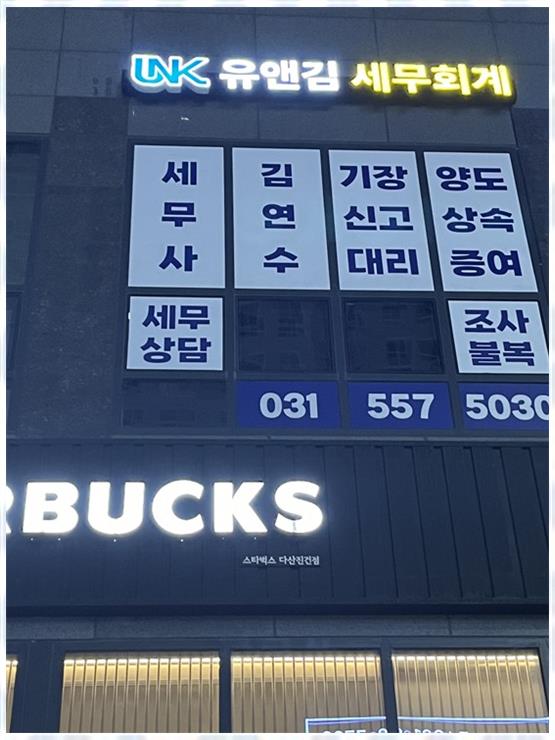 UNK 유앤김 세무회계
세무사 김연수 기장 신고 대리 양도 상속 증여
세무 상담 조사 불복
031 557 5030
RBUCKS
스타벅스 다산진건점